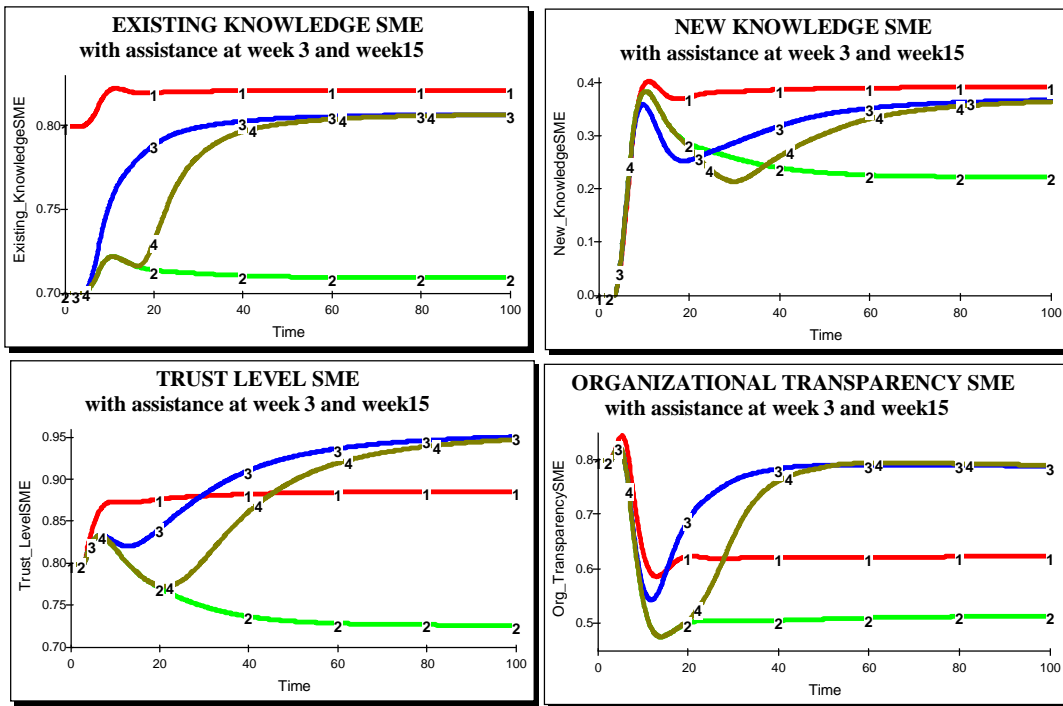 EXISTING KNOWLEDGE SME
with assistance at week 3 and week15
Existing_KnowledgeSME
0.80
0.75
0.70
1 1 1 1 1 1
2 3 4 3 3 3 3 3
4 4 4 4
2 2 2 2 2
0 20 40 60 80 100
Time
NEW KNOWLEDGE SME
with assistance at week 3 and week15
New_KnowledgeSME
0.4
0.3
0.2
0.1
0.0
1 2 3 4
1 1 1 1 1
2 3 3 3 3 3
4 4 4 4
2 2 2 2
0 20 40 60 80 100
Time
TRUST LEVEL SME
with assistance at week 3 and week15
Trust_LevelSME
0.95
0.90
0.85
0.80
0.75
0.70
1 2 3 4
3 3 3 3 3
1 1 1 1 1
2 4 4 4 4
2 2 2 2
0 20 40 60 80 100
Time
ORGANIZATIONAL TRANSPARENCY SME
with assistance at week 3 and week15
Org_TransparencySME
0.8
0.7
0.6
0.5
1 2 3 4
3 3 3 3 3
4 4 4 4
1 1 1 1 1
2 2 2 2 2
0 20 40 60 80 100
Time